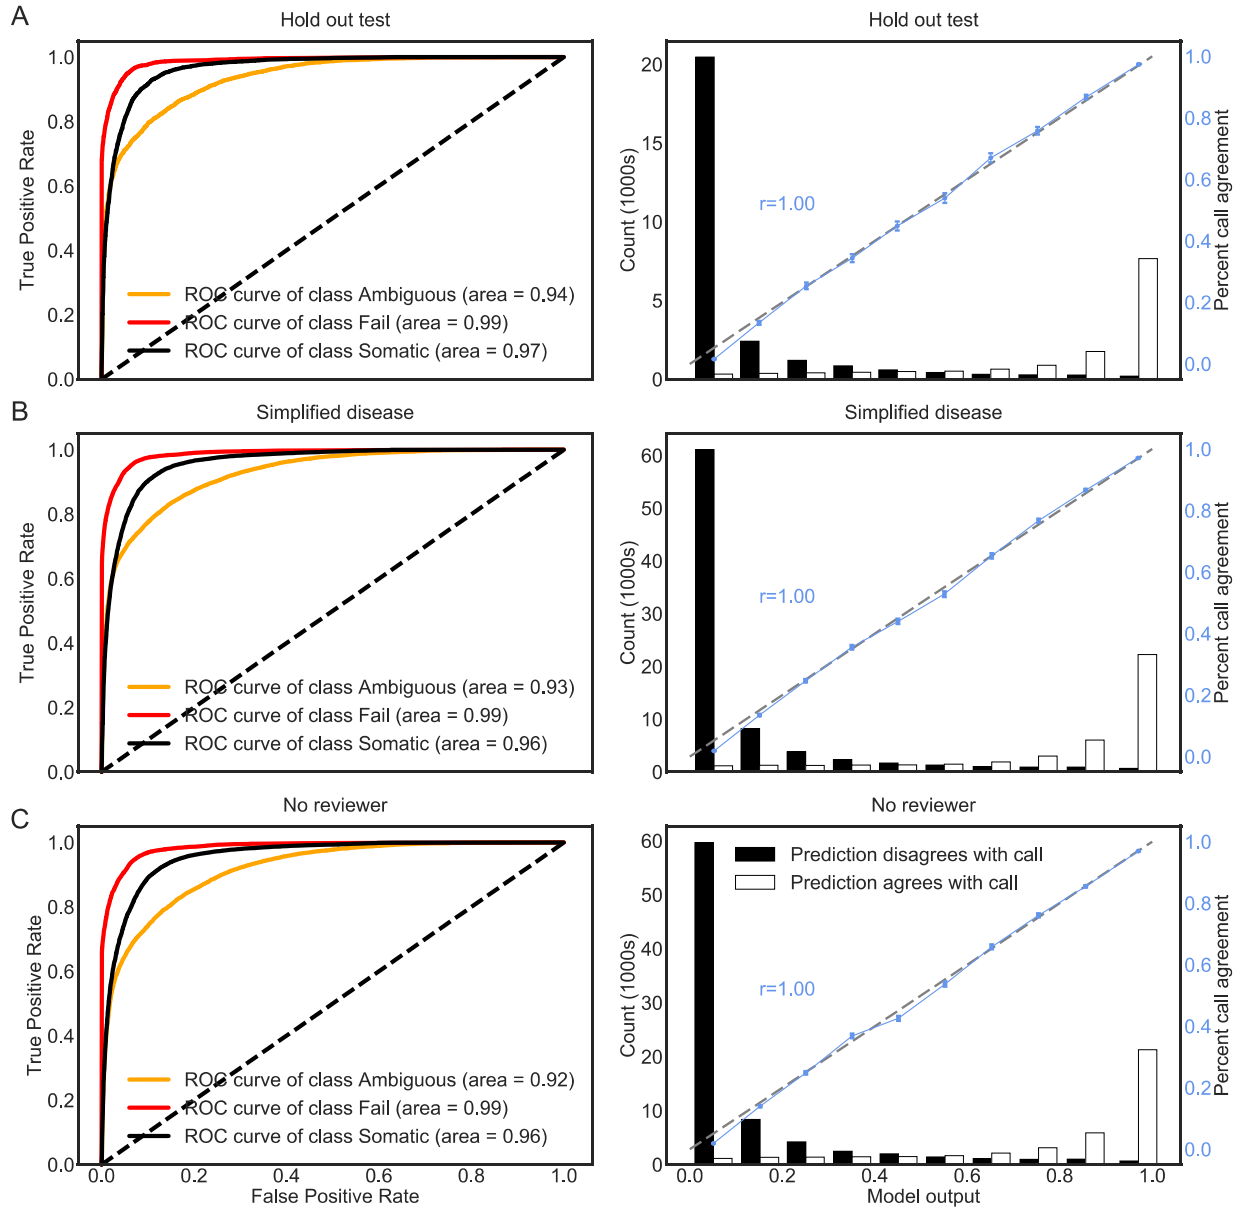 A
Hold out test
True Positive Rate
1.0
0.8
0.6
0.4
0.2
0.0
ROC curve of class Ambiguous (area = 0.94)
ROC curve of class Fail (area = 0.99)
ROC curve of class Somatic (area = 0.97)
Hold out test
Count (1000s)
20
15
10
5
0
r=1.00
1.0
0.8
0.6
0.4
0.2
0.0
Percent call agreement
B
Simplified disease
True Positive Rate
1.0
0.8
0.6
0.4
0.2
0.0
ROC curve of class Ambiguous (area = 0.93)
ROC curve of class Fail (area = 0.99)
ROC curve of class Somatic (area = 0.96)
Simplified disease
Count (1000s)
60
50
40
30
20
10
0
r=1.00
1.0
0.8
0.6
0.4
0.2
0.0
Percent call agreement
C
No reviewer
True Positive Rate
1.0
0.8
0.6
0.4
0.2
0.0
ROC curve of class Ambiguous (area = 0.92)
ROC curve of class Fail (area = 0.99)
ROC curve of class Somatic (area = 0.96)
0.0 0.2 0.4 0.6 0.8 1.0
False Positive Rate
No reviewer
Count (1000s)
60
50
40
30
20
10
0
Prediction disagrees with call
Prediction agrees with call
r=1.00
1.0
0.8
0.6
0.4
0.2
0.0
Percent call agreement
0.0 0.2 0.4 0.6 0.8 1.0
Model output